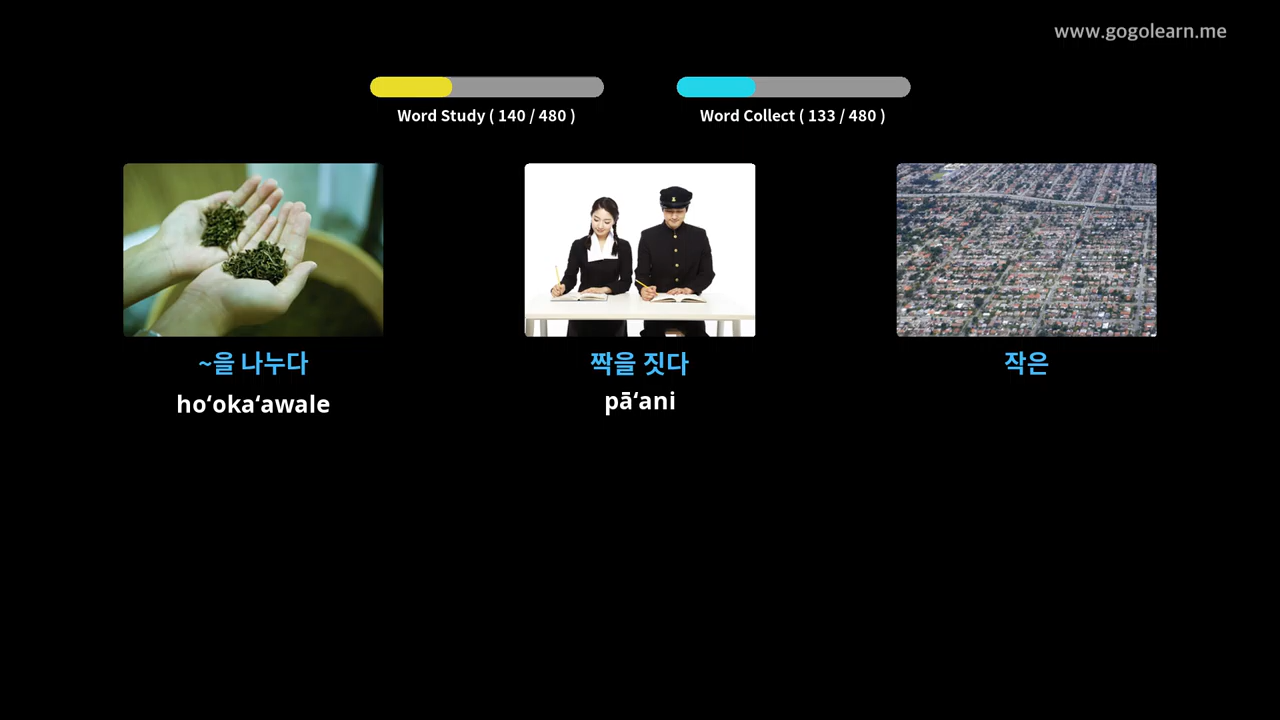 www.gogolearn.me
Word Study ( 140 / 480 )
Word Collect ( 133 / 480 )
~을 나누다
hoʻokaʻawale
짝을 짓다
pāʻani
작은